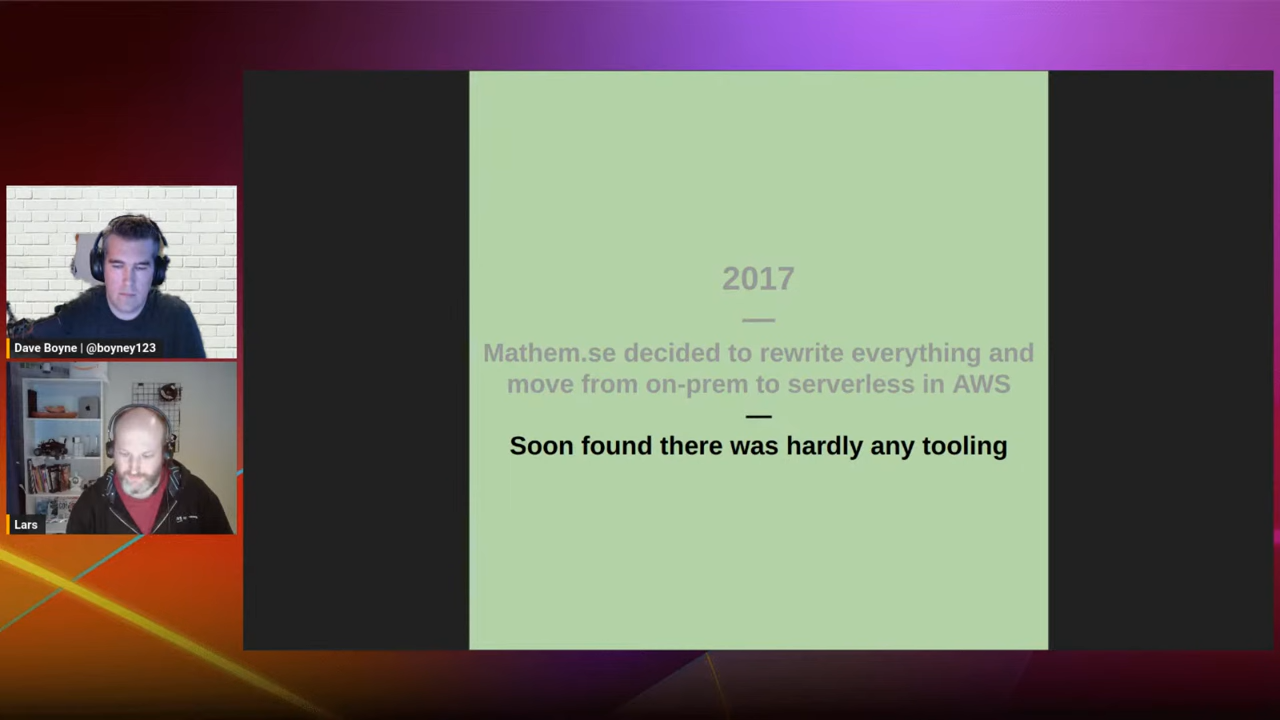 2017
Mathem.se decided to rewrite everything and
move from on-prem to serverless in AWS
Soon found there was hardly any tooling
Dave Boyne | @boyney123
Lars